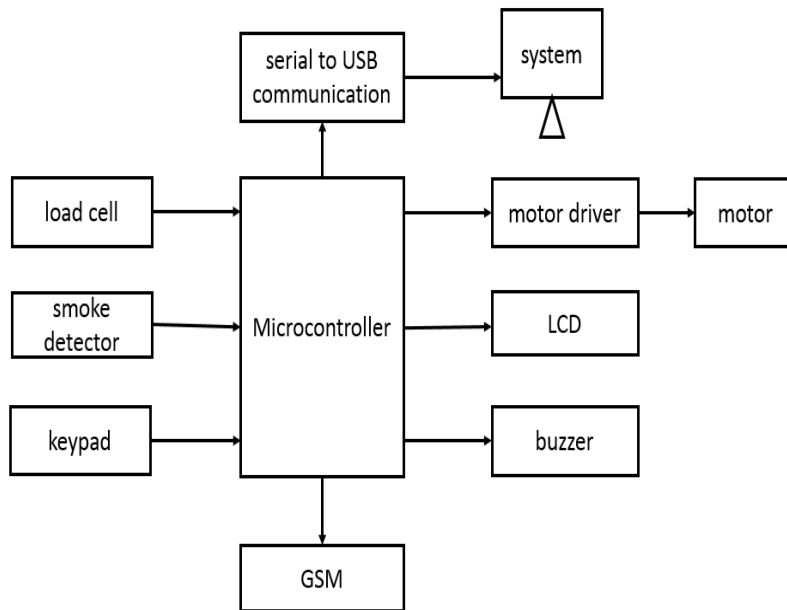 serial to USB
communication
system
load cell
motor driver
motor
smoke
detector
Microcontroller
LCD
keypad
buzzer
GSM